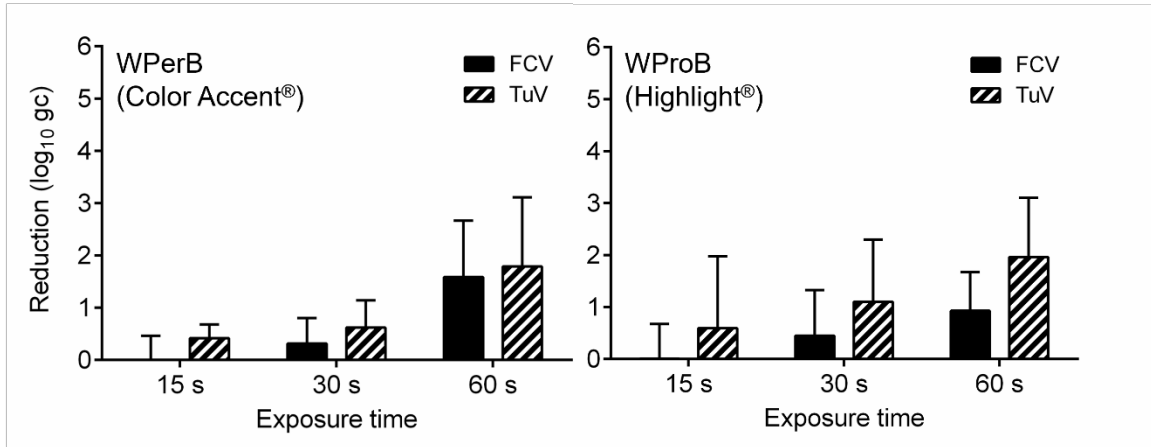 Reduction (log10 gc)
6
5
4
3
2
1
0
WPerB
(Color Accent®)
FCV
TuV
15 s
30 s
60 s
Exposure time
6
5
4
3
2
1
0
WProB
(Highlight®)
FCV
TuV
15 s
30 s
60 s
Exposure time